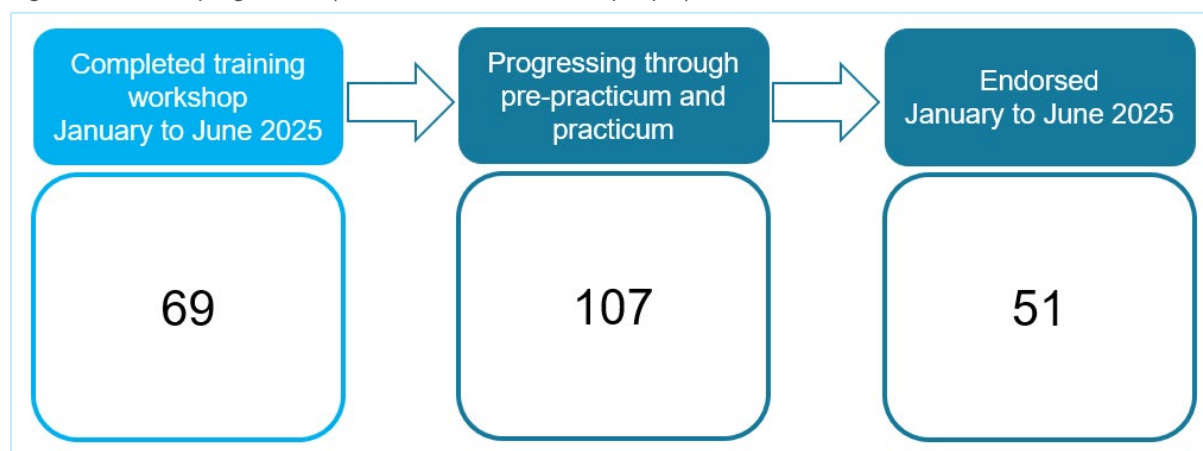 Completed training
workshop
January to June 2025
Progressing through
pre-practicum and
practicum
Endorsed
January to June 2025
69
107
51